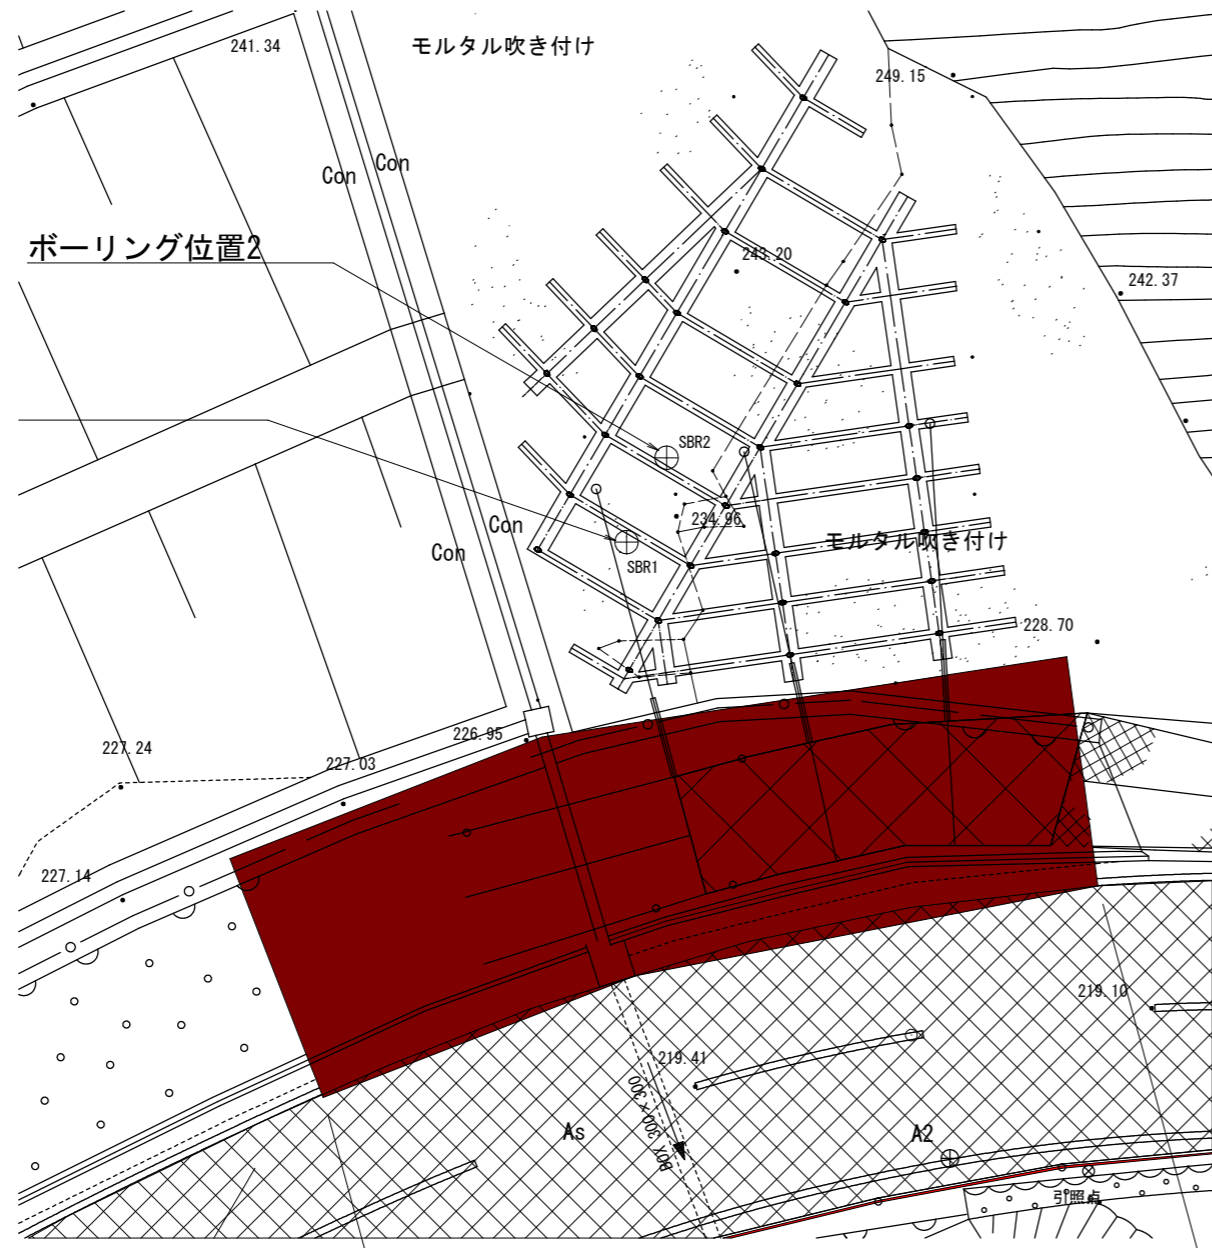 241.34
モルタル吹き付け
249.15
Con
Con
ボーリング位置2
243.20
242.37
SBR2
234.96
Con
Con
モルタル吹き付け
SBR1
228.70
227.24
226.95
227.03
227.14
219.10
219.41
BOX 300×300
As
A2
引照点